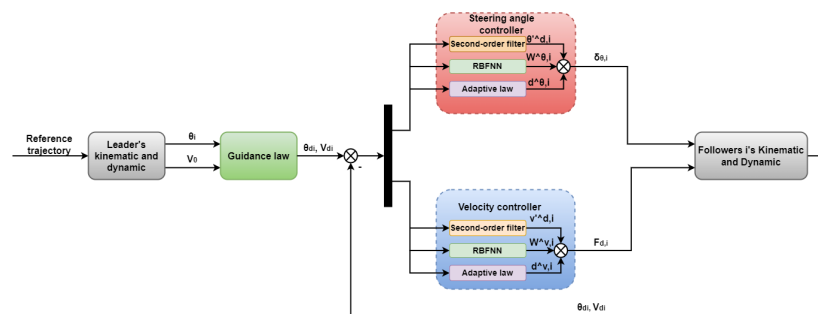 Steering angle
controller
Second-order filter
θ'^d,i
RBFNN
W^θ,i
Adaptive law
d^θ,i
δθ,i
Reference
trajectory
Leader's
kinematic and
dynamic
θi
V0
Guidance law
θdi, Vdi
-
Followers i's Kinematic
and Dynamic
Velocity controller
Second-order filter
v'^d,i
RBFNN
W^v,i
Adaptive law
d^v,i
Fd,i
θdi, Vdi